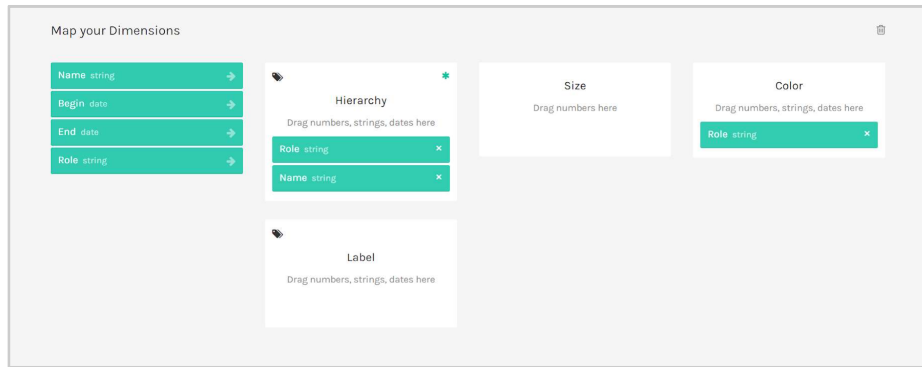 Map your Dimensions
Name string
Begin date
End date
Role string
Hierarchy
Drag numbers, strings, dates here
Role string
Name string
Size
Drag numbers here
Color
Drag numbers, strings, dates here
Role string
Label
Drag numbers, strings, dates here